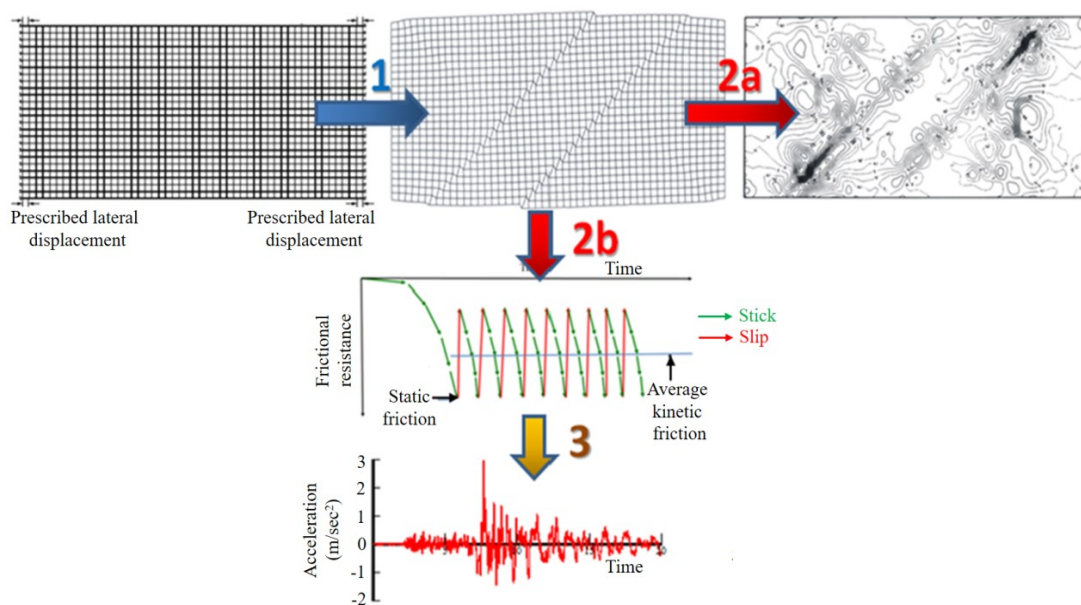 1
2a
Prescribed lateral
displacement
Prescribed lateral
displacement
2b
Time
Frictional
resistance
Stick
Slip
Static
friction
Average
kinetic
friction
3
Acceleration
(m/sec²)
3
2
1
0
-1
-2
Time